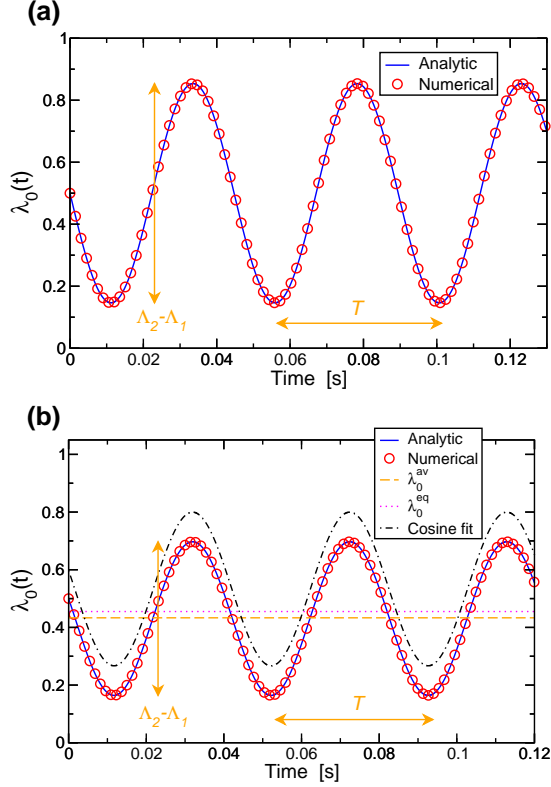 (a)
1
Analytic
Numerical
0.8
0.6
λ₀(t)
0.4
0.2
Λ₂-Λ₁
T
0
0 0.02 0.04 0.06 0.08 0.1 0.12
Time [s]
(b)
Analytic
Numerical
λ₀ᵃᵛ
λ₀ᵉq
Cosine fit
1
0.8
0.6
λ₀(t)
0.4
0.2
Λ₂-Λ₁
T
0
0 0.02 0.04 0.06 0.08 0.1 0.12
Time [s]